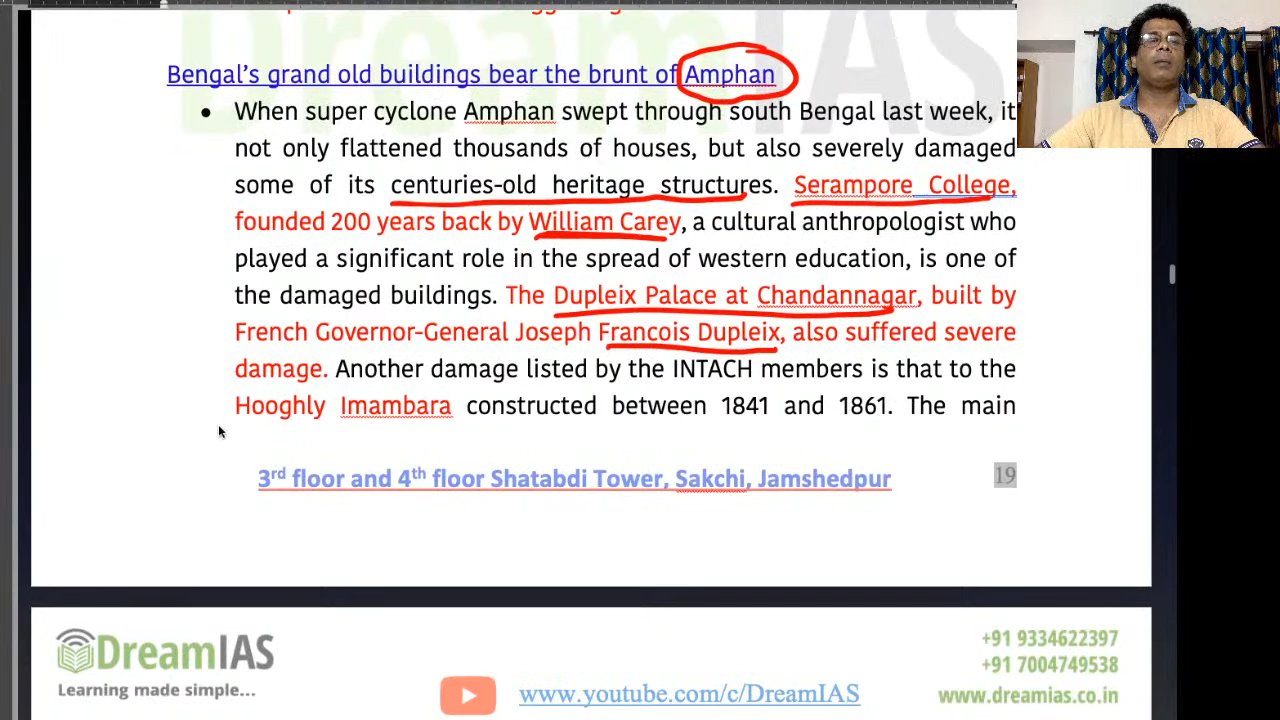 DreamIAS
Bengal’s grand old buildings bear the brunt of Amphan
• When super cyclone Amphan swept through south Bengal last week, it
not only flattened thousands of houses, but also severely damaged
some of its centuries-old heritage structures. Serampore College,
founded 200 years back by William Carey, a cultural anthropologist who
played a significant role in the spread of western education, is one of
the damaged buildings. The Dupleix Palace at Chandannagar, built by
French Governor-General Joseph Francois Dupleix, also suffered severe
damage. Another damage listed by the INTACH members is that to the
Hooghly Imambara constructed between 1841 and 1861. The main
3rd floor and 4th floor Shatabdi Tower, Sakchi, Jamshedpur
19
DreamIAS
Learning made simple...
www.youtube.com/c/DreamIAS
+91 9334622397
+91 7004749538
www.dreamias.co.in